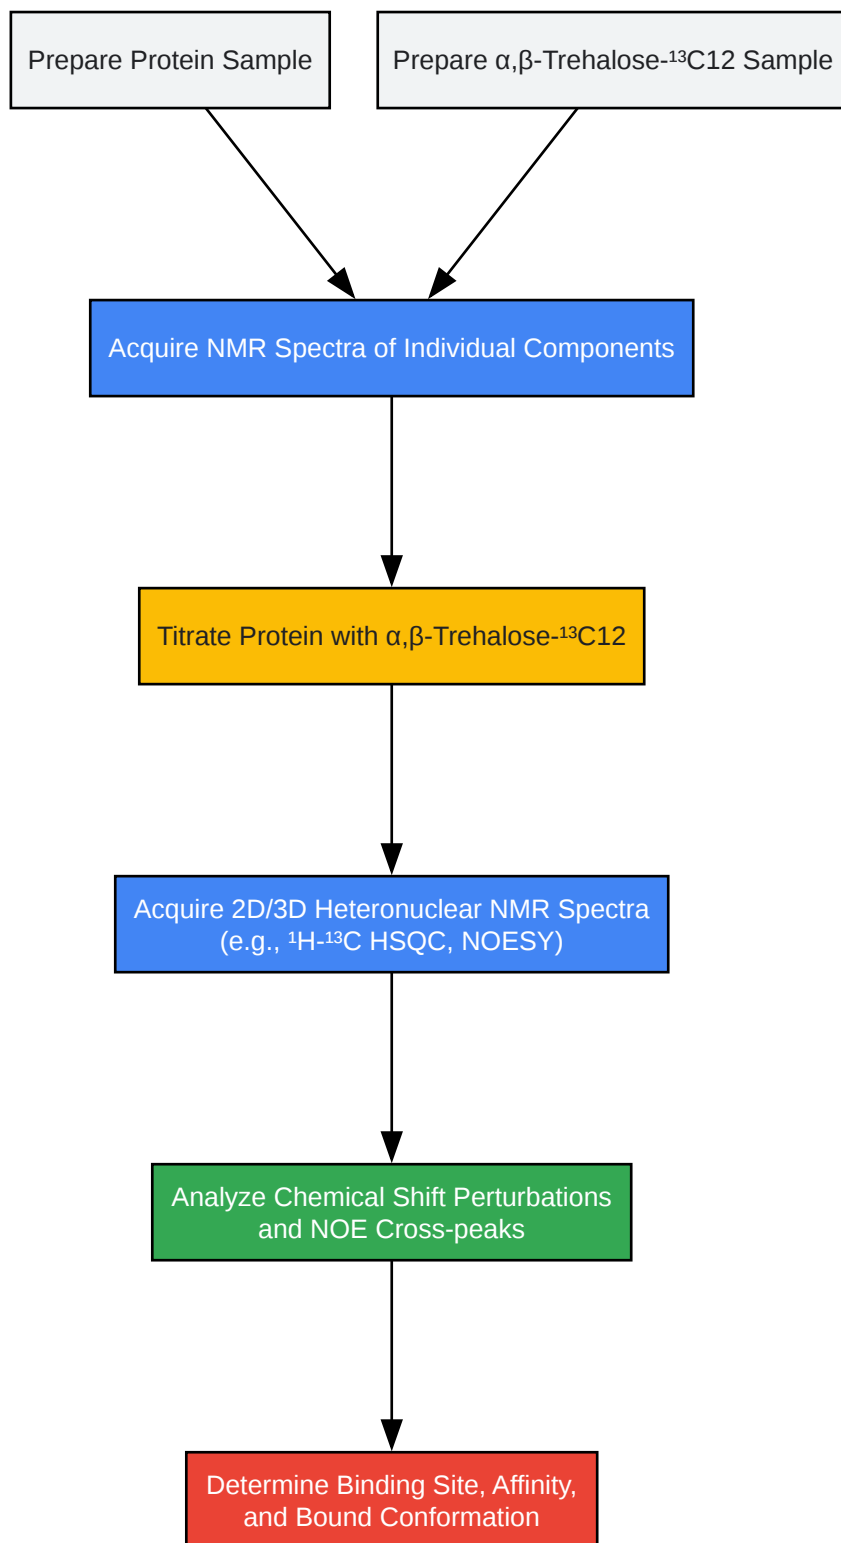 Prepare Protein Sample
Prepare α,β-Trehalose-¹³C12 Sample
Acquire NMR Spectra of Individual Components
Titrate Protein with α,β-Trehalose-¹³C12
Acquire 2D/3D Heteronuclear NMR Spectra
(e.g., ¹H-¹³C HSQC, NOESY)
Analyze Chemical Shift Perturbations
and NOE Cross-peaks
Determine Binding Site, Affinity,
and Bound Conformation